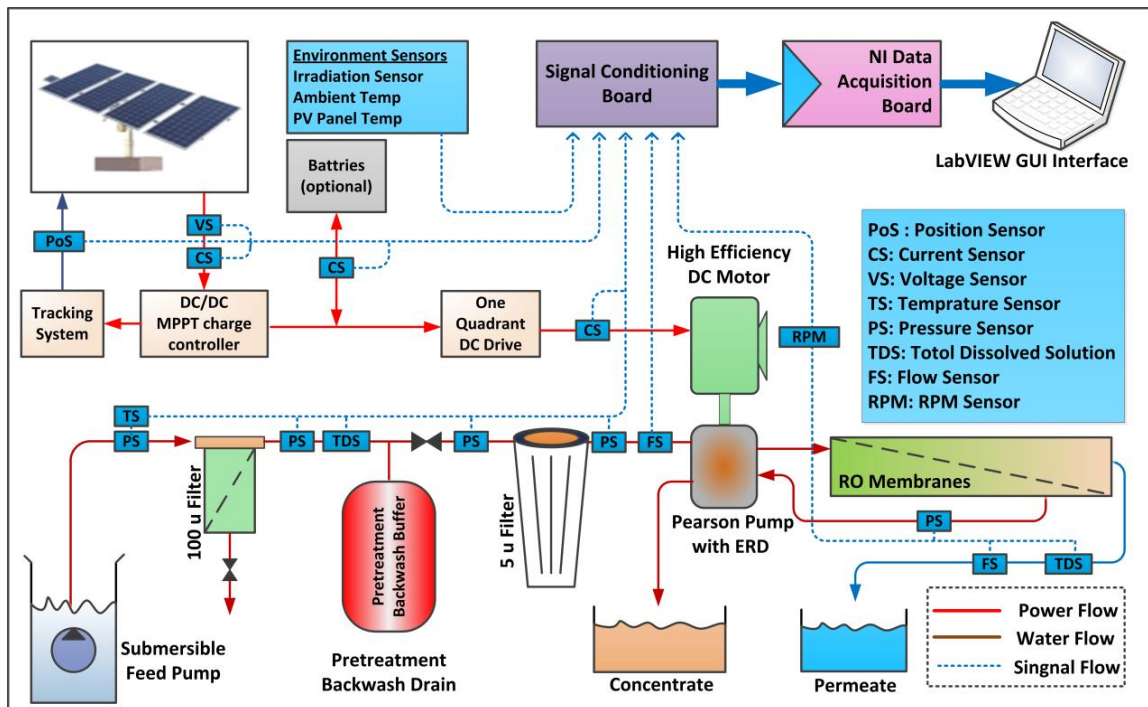 Environment Sensors
Irradiation Sensor
Ambient Temp
PV Panel Temp
Signal Conditioning
Board
NI Data
Acquisition
Board
LabVIEW GUI Interface
Battries
(optional)
VS
PoS
CS
CS
Tracking
System
DC/DC
MPPT charge
controller
One
Quadrant
DC Drive
CS
High Efficiency
DC Motor
RPM
PoS : Position Sensor
CS: Current Sensor
VS: Voltage Sensor
TS: Temprature Sensor
PS: Pressure Sensor
TDS: Totol Dissolved Solution
FS: Flow Sensor
RPM: RPM Sensor
TS
PS
PS
TDS
PS
PS
FS
100 u Filter
Pretreatment
Backwash Buffer
5 u Filter
RO Membranes
Pearson Pump
with ERD
PS
FS
TDS
Submersible
Feed Pump
Pretreatment
Backwash Drain
Concentrate
Permeate
Power Flow
Water Flow
Singnal Flow